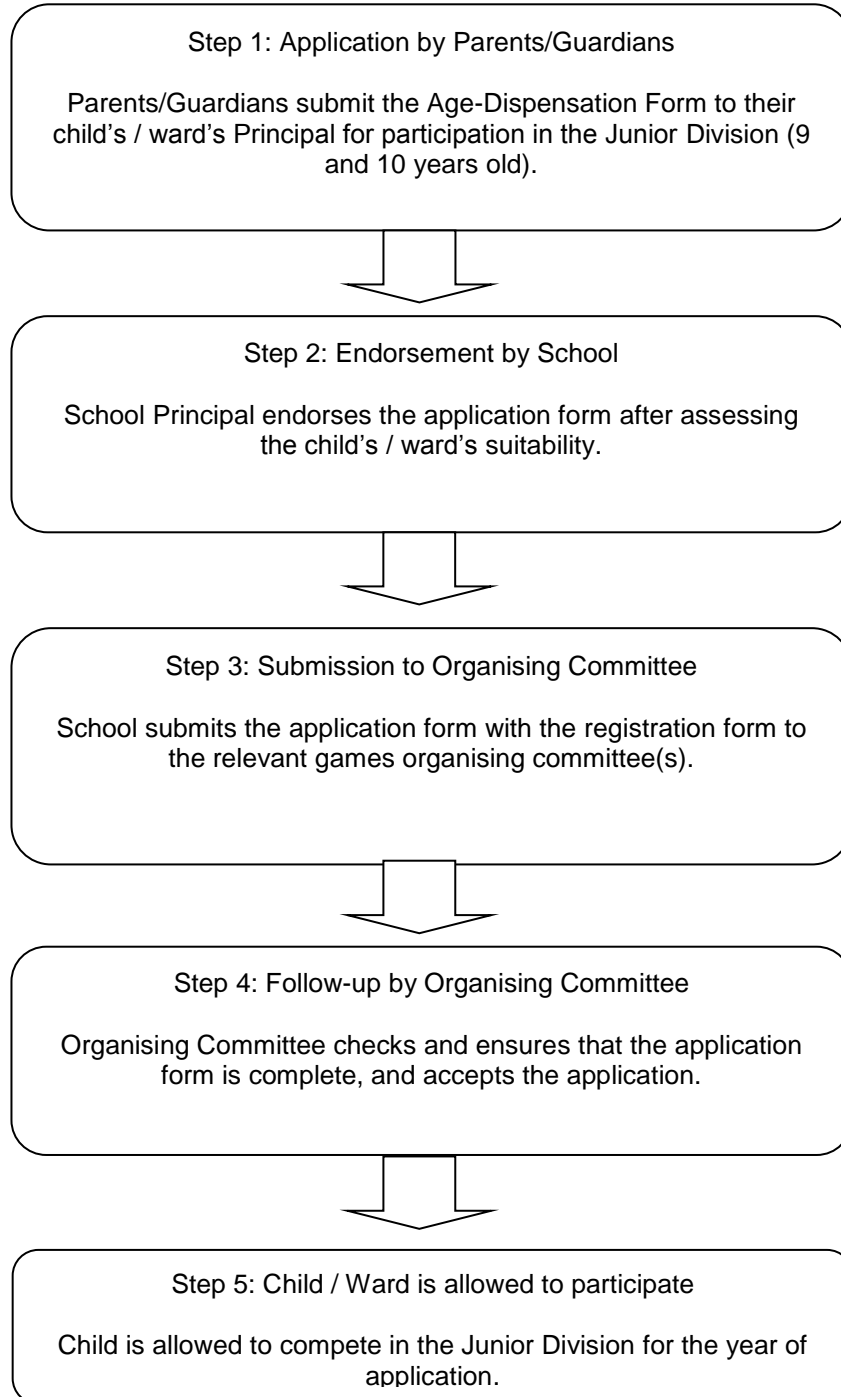 Step 1: Application by Parents/Guardians
Parents/Guardians submit the Age-Dispensation Form to their
child’s / ward’s Principal for participation in the Junior Division (9
and 10 years old).
Step 2: Endorsement by School
School Principal endorses the application form after assessing
the child’s / ward’s suitability.
Step 3: Submission to Organising Committee
School submits the application form with the registration form to
the relevant games organising committee(s).
Step 4: Follow-up by Organising Committee
Organising Committee checks and ensures that the application
form is complete, and accepts the application.
Step 5: Child / Ward is allowed to participate
Child is allowed to compete in the Junior Division for the year of
application.